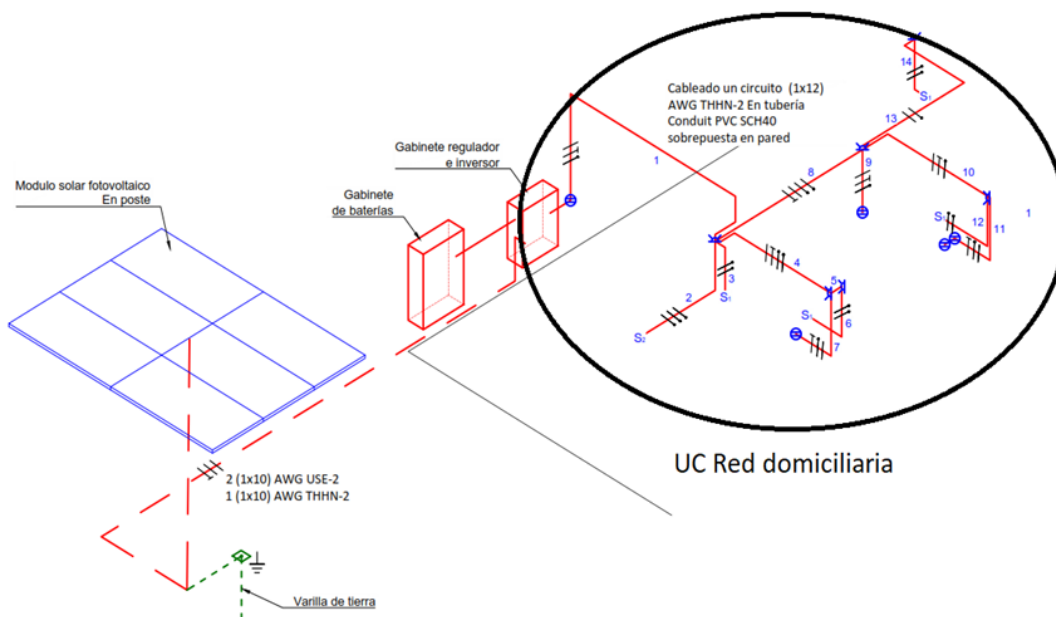 Cableado un circuito (1x12)
AWG THHN-2 En tubería
Conduit PVC SCH40
sobrepuesta en pared
Gabinete regulador
e inversor
Modulo solar fotovoltaico
En poste
Gabinete
de baterías
14
S1
13
1
8
9
10
S1
12
11
1
4
3
S1
2
S2
5
S1
6
7
UC Red domiciliaria
2 (1x10) AWG USE-2
1 (1x10) AWG THHN-2
Varilla de tierra